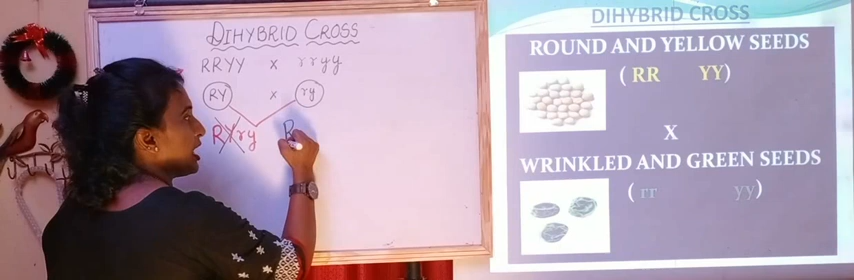 DIHYBRID CROSS
RRYY x rryy
RY x ry
RYry R
DIHYBRID CROSS
ROUND AND YELLOW SEEDS
(RR YY)
X
WRINKLED AND GREEN SEEDS
(rr yy)